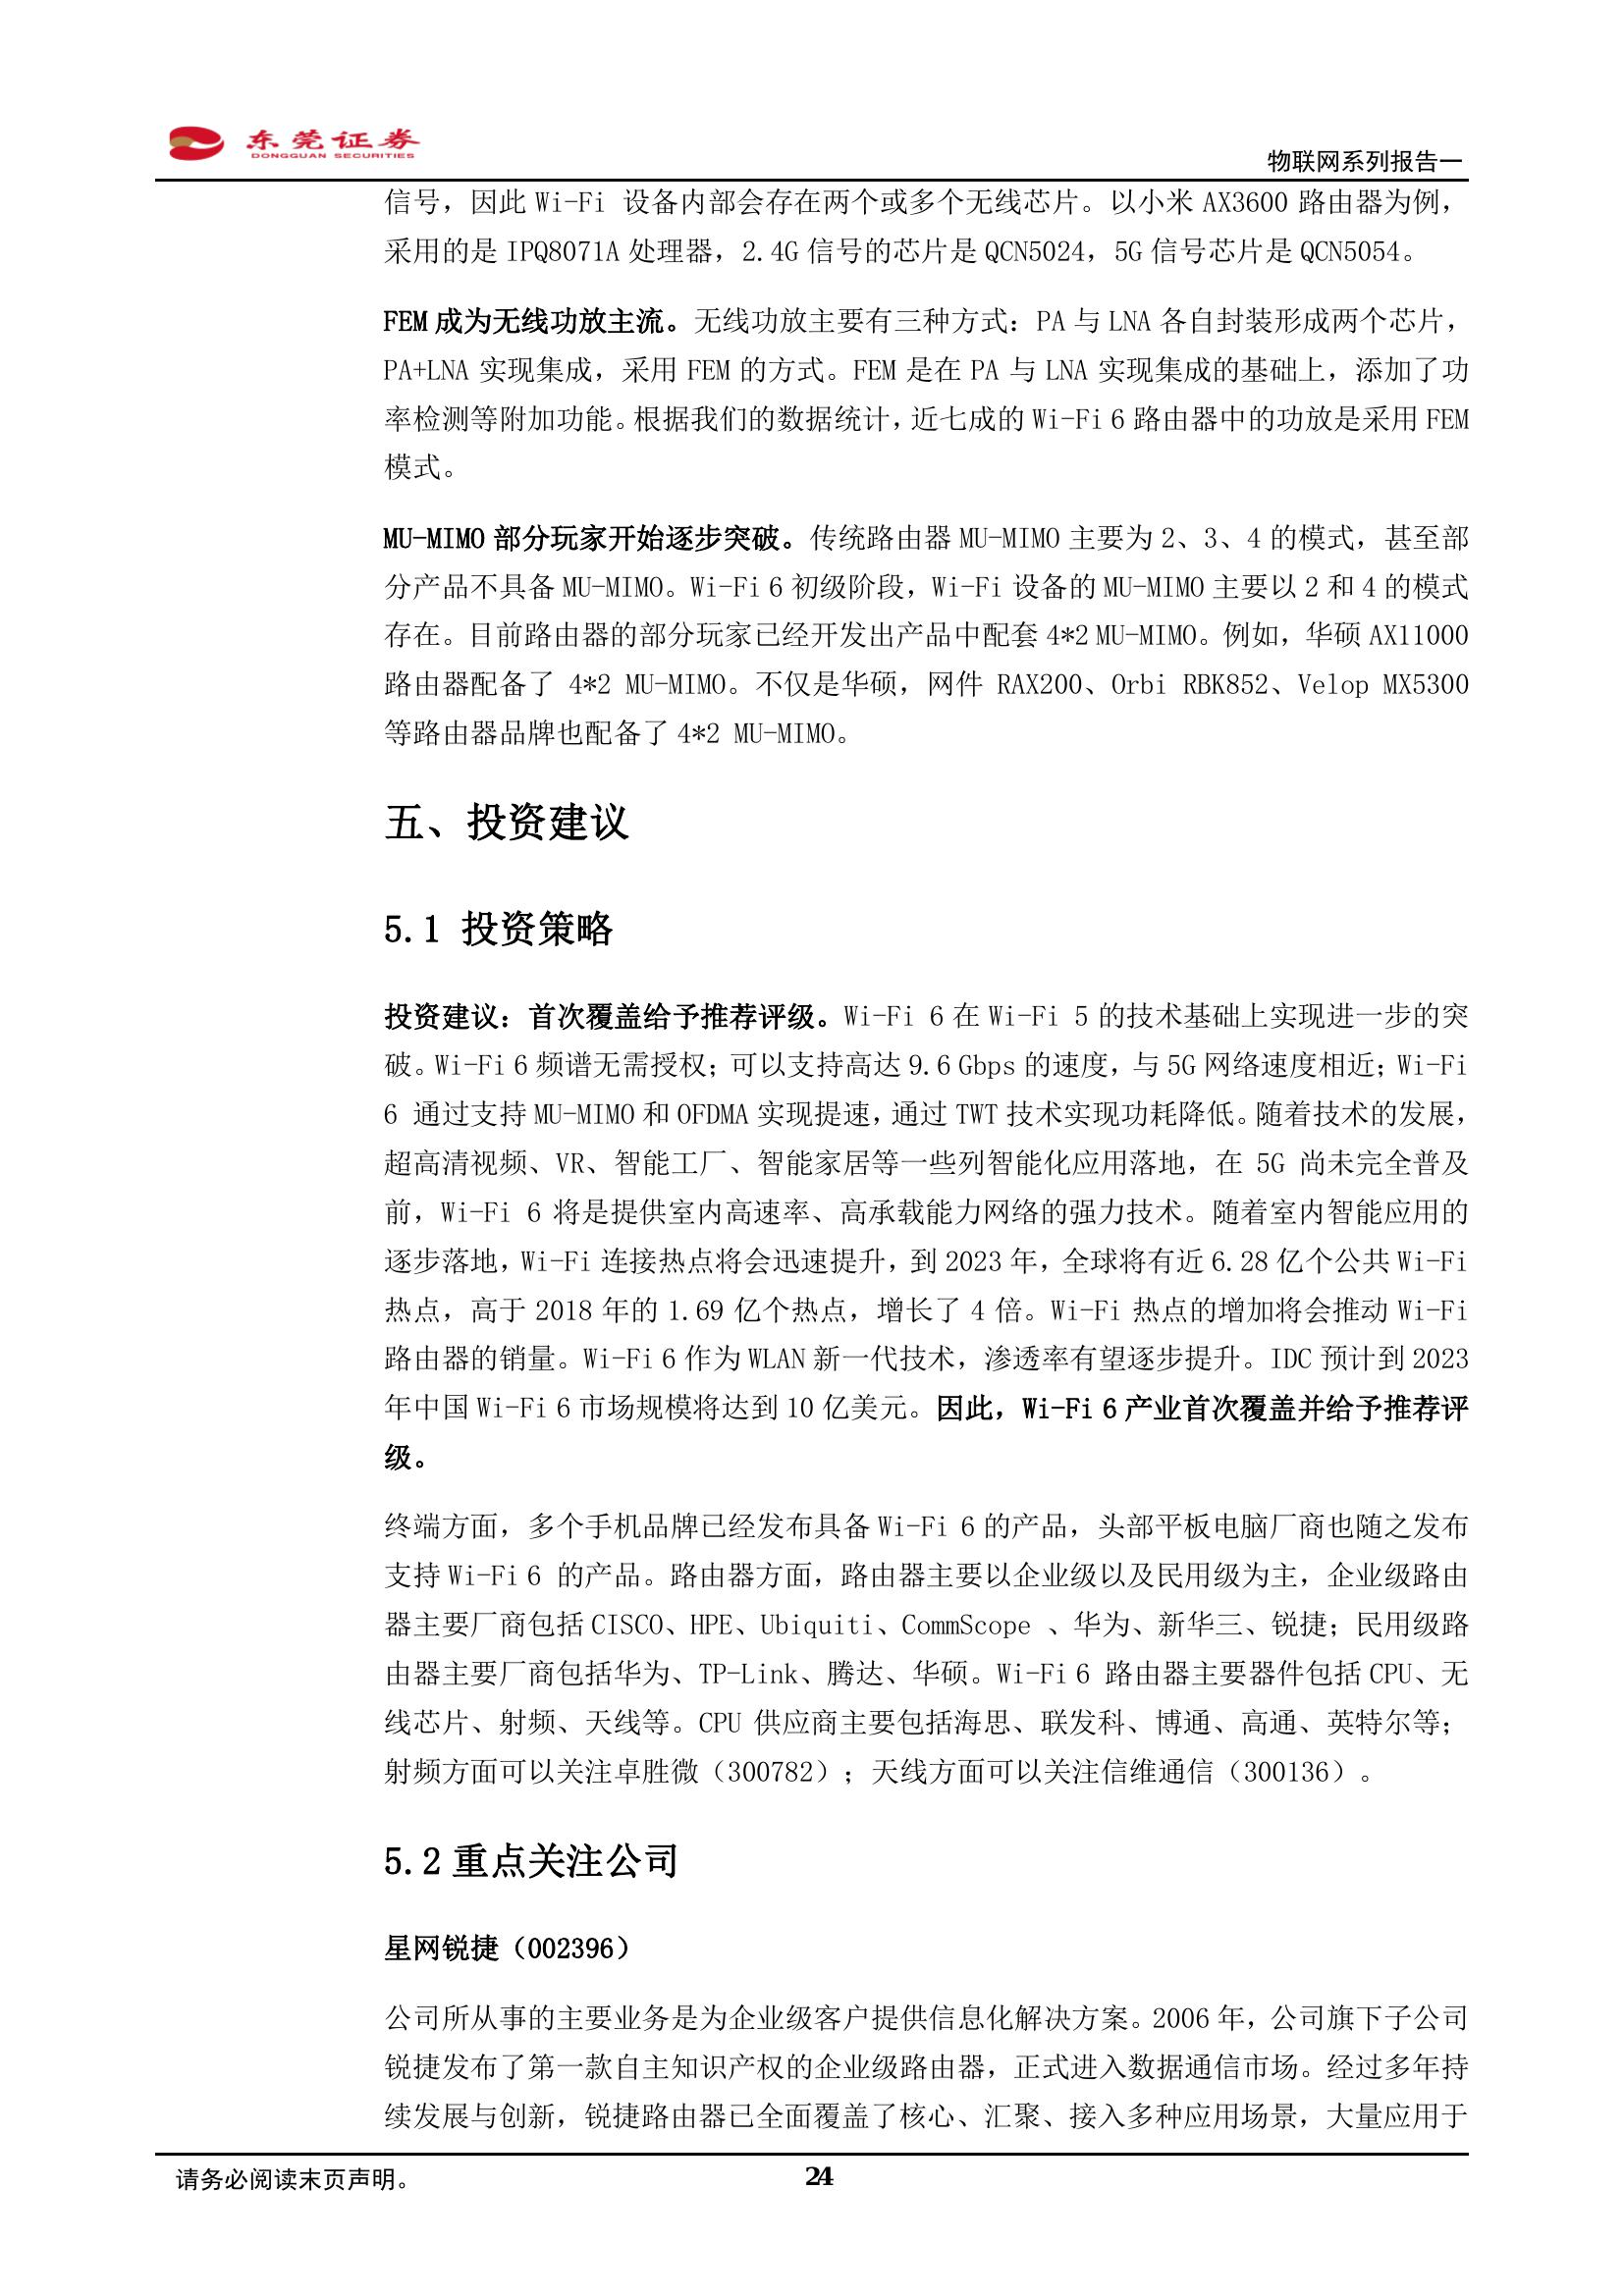 东莞证券
DONGGUAN SECURITIES
物联网系列报告一
信号，因此 Wi-Fi 设备内部会存在两个或多个无线芯片。以小米 AX3600 路由器为例，
采用的是 IPQ8071A 处理器，2.4G 信号的芯片是 QCN5024，5G 信号芯片是 QCN5054。
FEM 成为无线功放主流。无线功放主要有三种方式：PA 与 LNA 各自封装形成两个芯片，
PA+LNA 实现集成，采用 FEM 的方式。FEM 是在 PA 与 LNA 实现集成的基础上，添加了功
率检测等附加功能。根据我们的数据统计，近七成的 Wi-Fi 6 路由器中的功放是采用 FEM
模式。
MU-MIMO 部分玩家开始逐步突破。传统路由器 MU-MIMO 主要为 2、3、4 的模式，甚至部
分产品不具备 MU-MIMO。Wi-Fi 6 初级阶段，Wi-Fi 设备的 MU-MIMO 主要以 2 和 4 的模式
存在。目前路由器的部分玩家已经开发出产品中配套 4*2 MU-MIMO。例如，华硕 AX11000
路由器配备了 4*2 MU-MIMO。不仅是华硕，网件 RAX200、Orbi RBK852、Velop MX5300
等路由器品牌也配备了 4*2 MU-MIMO。
五、投资建议
5.1 投资策略
投资建议：首次覆盖给予推荐评级。Wi-Fi 6 在 Wi-Fi 5 的技术基础上实现进一步的突
破。Wi-Fi 6 频谱无需授权；可以支持高达 9.6 Gbps 的速度，与 5G 网络速度相近；Wi-Fi
6 通过支持 MU-MIMO 和 OFDMA 实现提速，通过 TWT 技术实现功耗降低。随着技术的发展，
超高清视频、VR、智能工厂、智能家居等一些列智能化应用落地，在 5G 尚未完全普及
前，Wi-Fi 6 将是提供室内高速率、高承载能力网络的强力技术。随着室内智能应用的
逐步落地，Wi-Fi 连接热点将会迅速提升，到 2023 年，全球将有近 6.28 亿个公共 Wi-Fi
热点，高于 2018 年的 1.69 亿个热点，增长了 4 倍。Wi-Fi 热点的增加将会推动 Wi-Fi
路由器的销量。Wi-Fi 6 作为 WLAN 新一代技术，渗透率有望逐步提升。IDC 预计到 2023
年中国 Wi-Fi 6 市场规模将达到 10 亿美元。因此，Wi-Fi 6 产业首次覆盖并给予推荐评
级。
终端方面，多个手机品牌已经发布具备 Wi-Fi 6 的产品，头部平板电脑厂商也随之发布
支持 Wi-Fi 6 的产品。路由器方面，路由器主要以企业级以及民用级为主，企业级路由
器主要厂商包括 CISCO、HPE、Ubiquiti、CommScope 、华为、新华三、锐捷；民用级路
由器主要厂商包括华为、TP-Link、腾达、华硕。Wi-Fi 6 路由器主要器件包括 CPU、无
线芯片、射频、天线等。CPU 供应商主要包括海思、联发科、博通、高通、英特尔等；
射频方面可以关注卓胜微（300782）；天线方面可以关注信维通信（300136）。
5.2 重点关注公司
星网锐捷（002396）
公司所从事的主要业务是为企业级客户提供信息化解决方案。2006 年，公司旗下子公司
锐捷发布了第一款自主知识产权的企业级路由器，正式进入数据通信市场。经过多年持
续发展与创新，锐捷路由器已全面覆盖了核心、汇聚、接入多种应用场景，大量应用于
请务必阅读末页声明。
24